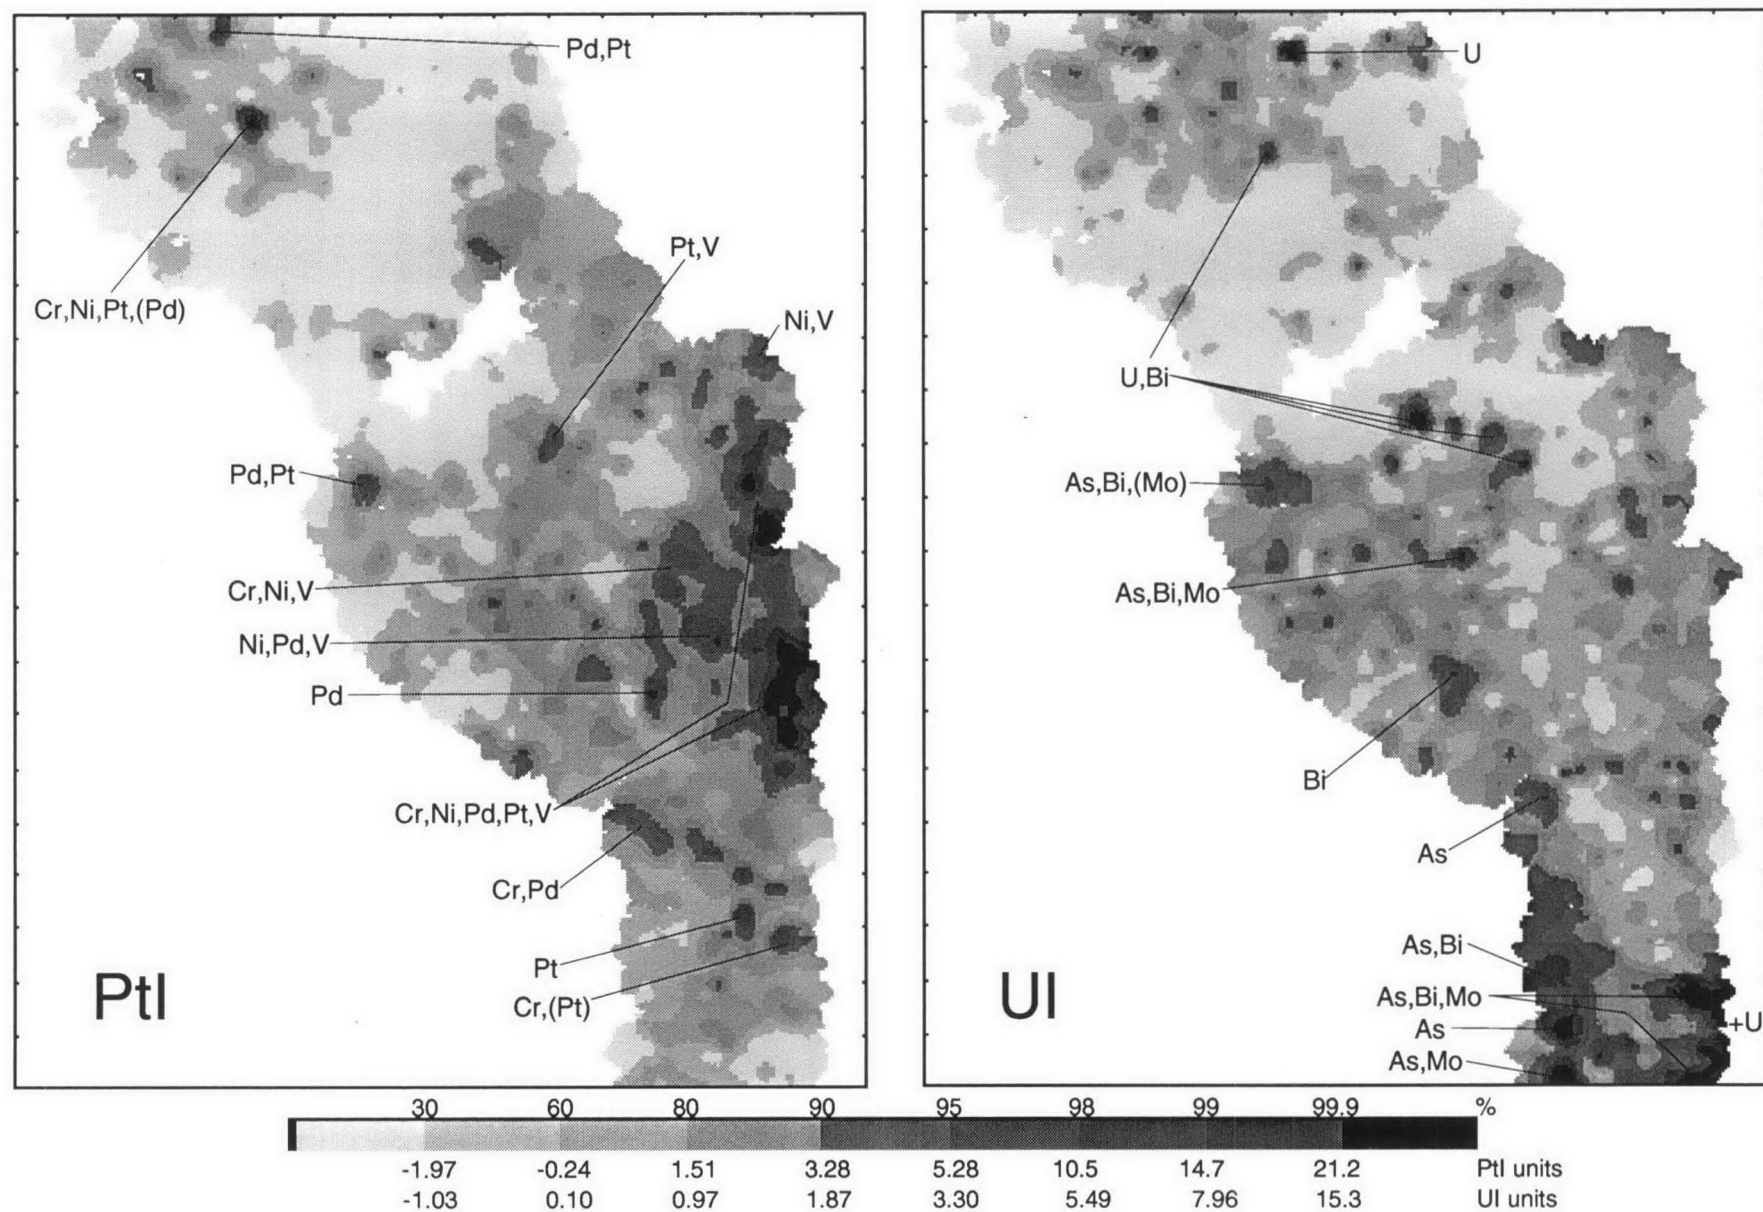 Pd,Pt
Cr,Ni,Pt,(Pd)
Pt,V
Ni,V
Pd,Pt
Cr,Ni,V
Ni,Pd,V
Pd
Cr,Ni,Pd,Pt,V
Cr,Pd
Pt
Cr,(Pt)
PtI
U
U,Bi
As,Bi,(Mo)
As,Bi,Mo
Bi
As
As,Bi
As,Bi,Mo
+U
As
As,Mo
UI
30 60 80 90 95 98 99 99.9 %
-1.97 -0.24 1.51 3.28 5.28 10.5 14.7 21.2 PtI units
-1.03 0.10 0.97 1.87 3.30 5.49 7.96 15.3 UI units